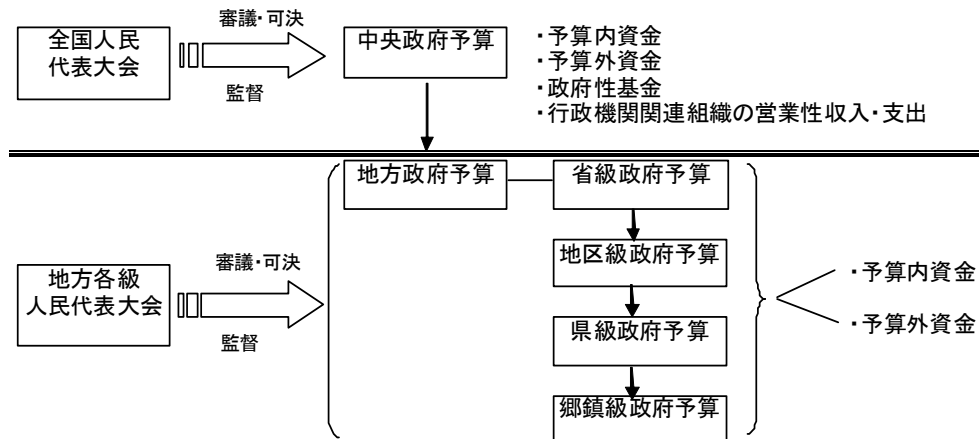 審議・可決
全国人民
代表大会
監督
中央政府予算
・予算内資金
・予算外資金
・政府性基金
・行政機関関連組織の営業性収入・支出
地方政府予算
省級政府予算
地区級政府予算
県級政府予算
郷鎮級政府予算
地方各級
人民代表大会
審議・可決
監督
・予算内資金
・予算外資金